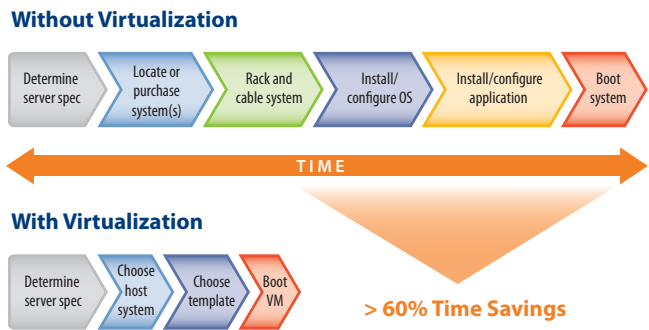 Without Virtualization
Determine
server spec
Locate or
purchase
system(s)
Rack and
cable system
Install/
configure OS
Install/configure
application
Boot
system
TIME
With Virtualization
Determine
server spec
Choose
host
system
Choose
template
Boot
VM
> 60% Time Savings